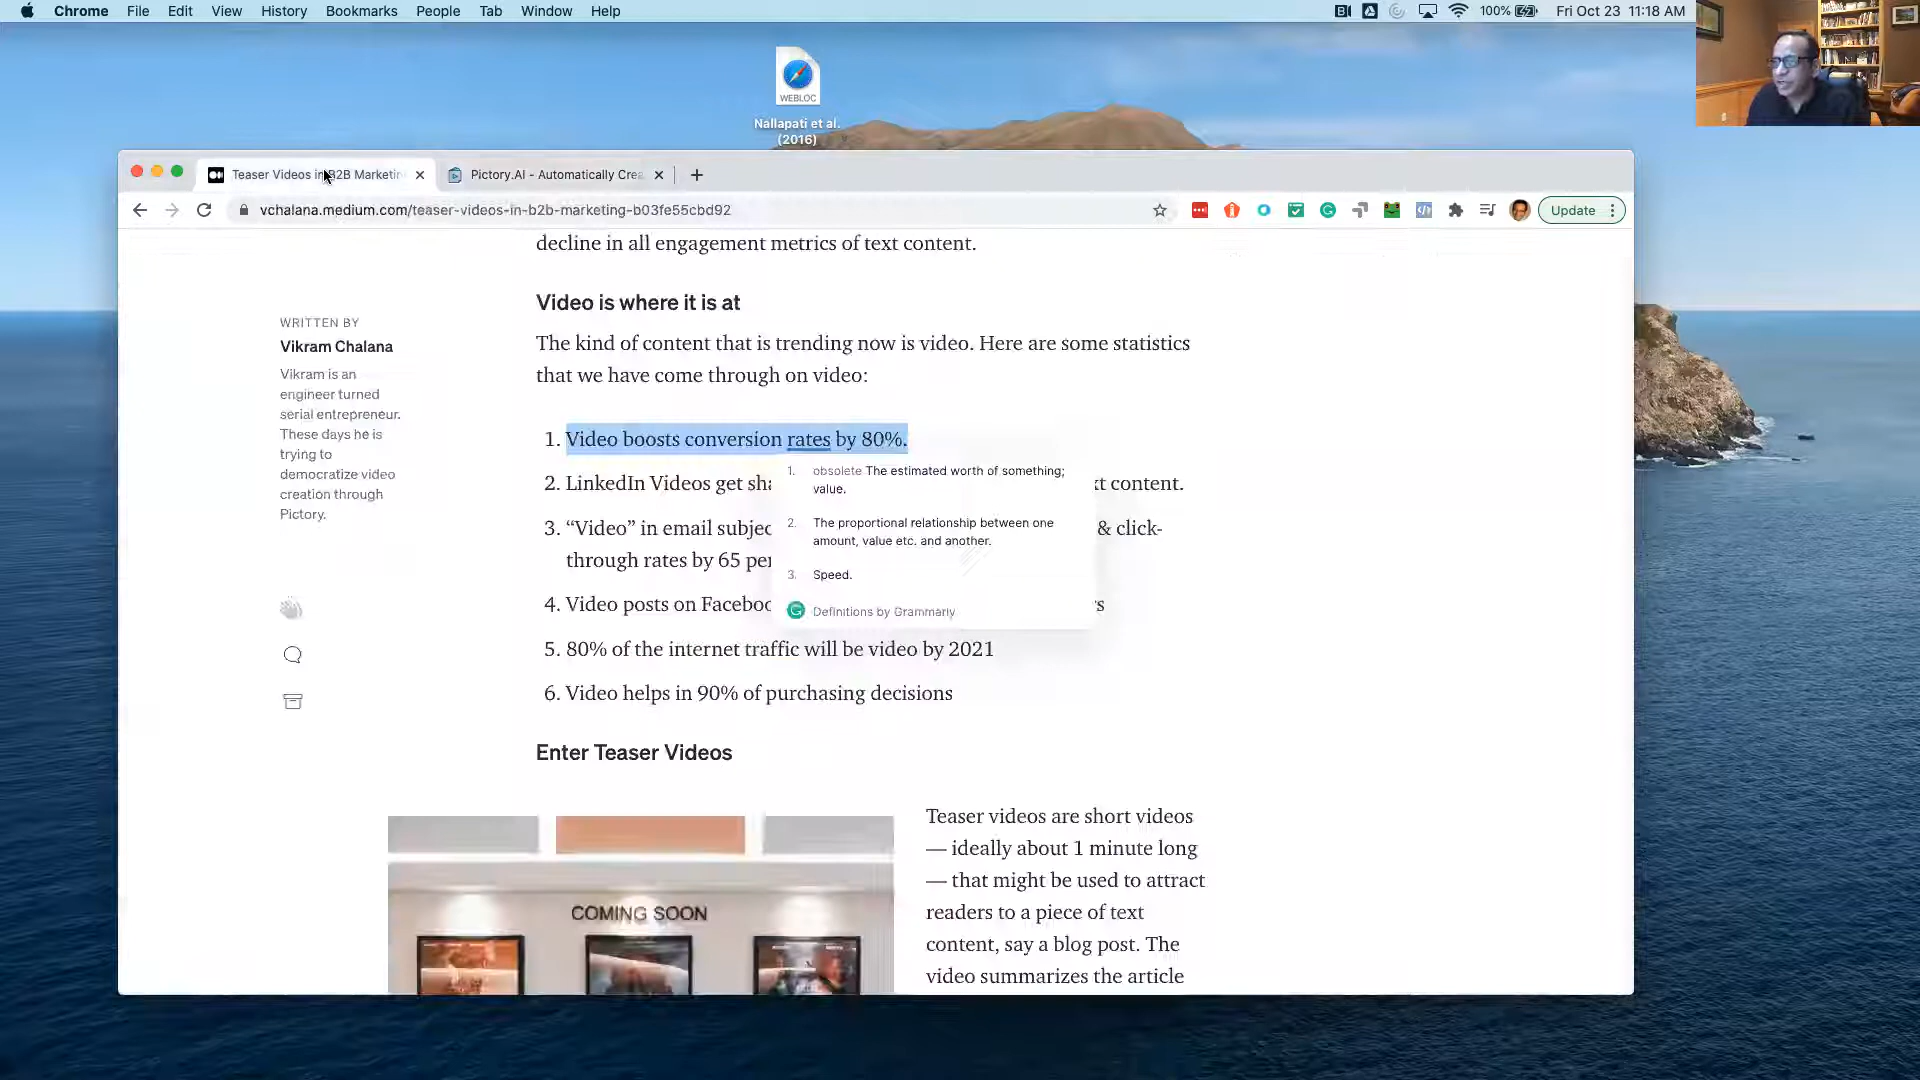 Chrome File Edit View History Bookmarks People Tab Window Help
100% Fri Oct 23 11:18 AM
WEBLOC
Nallapati et al.
(2016)
Teaser Videos in B2B Marketin
Pictory.AI - Automatically Crea
vchalana.medium.com/teaser-videos-in-b2b-marketing-b03fe55cbd92
Update
decline in all engagement metrics of text content.
Video is where it is at
The kind of content that is trending now is video. Here are some statistics
that we have come through on video:
WRITTEN BY
Vikram Chalana
Vikram is an
engineer turned
serial entrepreneur.
These days he is
trying to
democratize video
creation through
Pictory.
1. Video boosts conversion rates by 80%.
2. LinkedIn Videos get sha xt content.
3. “Video” in email subjec & click-
through rates by 65 per
4. Video posts on Faceboo rs
5. 80% of the internet traffic will be video by 2021
6. Video helps in 90% of purchasing decisions
1. obsolete The estimated worth of something;
value.
2. The proportional relationship between one
amount, value etc. and another.
3. Speed.
Definitions by Grammarly
Enter Teaser Videos
COMING SOON
Teaser videos are short videos
— ideally about 1 minute long
— that might be used to attract
readers to a piece of text
content, say a blog post. The
video summarizes the article